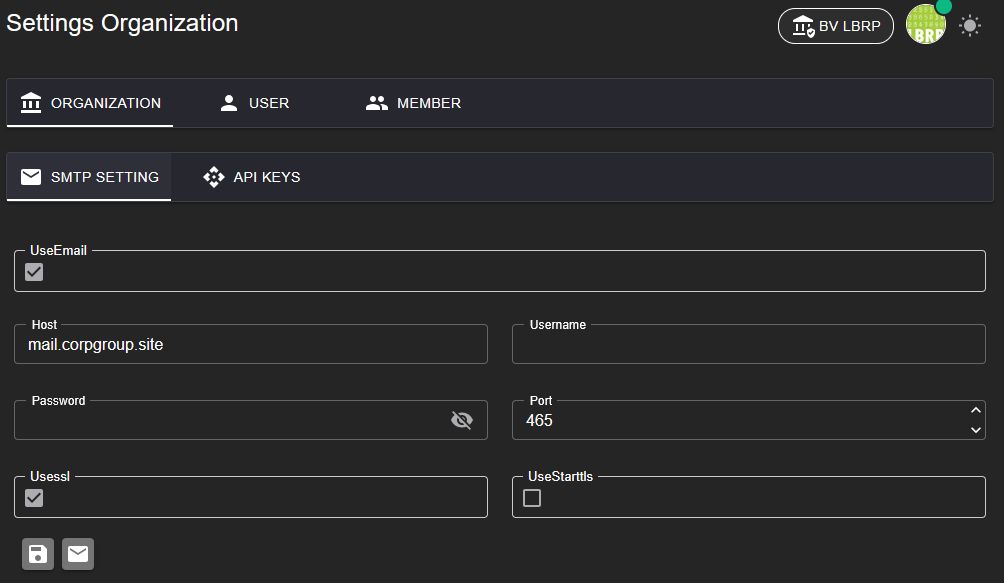 Settings Organization
BV LBRP
LBRP
ORGANIZATION
USER
MEMBER
SMTP SETTING
API KEYS
UseEmail
Host
mail.corpgroup.site
Username
Password
Port
465
Usessl
UseStarttls